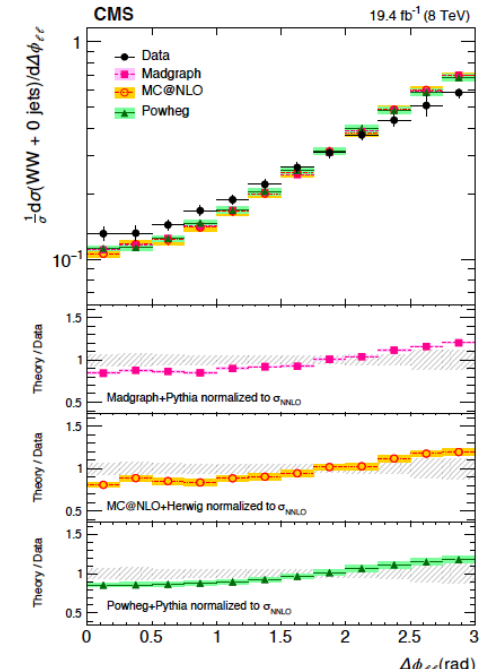 CMS 19.4 fb⁻¹ (8 TeV)
1/σ dσ(WW + 0 jets)/dΔϕℓℓ
1
10⁻¹
Data
Madgraph
MC@NLO
Powheg
Theory / Data
1.5
1
0.5
Madgraph+Pythia normalized to σNNLO
Theory / Data
1.5
1
0.5
MC@NLO+Herwig normalized to σNNLO
Theory / Data
1.5
1
0.5
Powheg+Pythia normalized to σNNLO
0 0.5 1 1.5 2 2.5 3
Δϕℓℓ(rad)